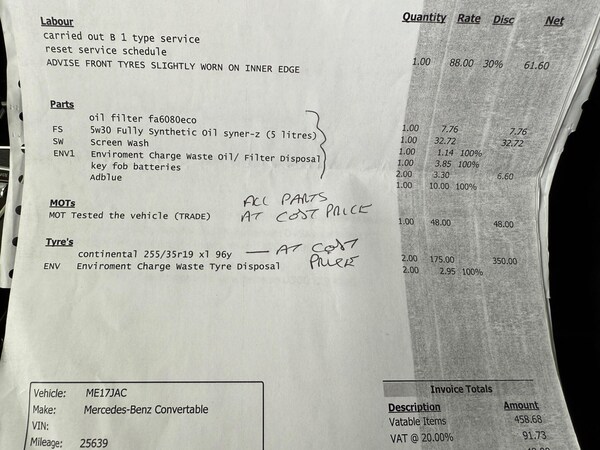 Labour Quantity Rate Disc Net
carried out B 1 type service
reset service schedule
ADVISE FRONT TYRES SLIGHTLY WORN ON INNER EDGE 1.00 88.00 30% 61.60
Parts
oil filter fa6080eco 1.00 7.76 7.76
FS 5w30 Fully Synthetic Oil syner-z (5 litres) 1.00 32.72 32.72
SW Screen Wash 1.00 1.14 100%
ENV1 Enviroment Charge Waste Oil/ Filter Disposal 1.00 3.85 100%
key fob batteries 2.00 3.30 6.60
Adblue 1.00 10.00 100%
ALL PARTS
AT COST PRICE
MOTs
MOT Tested the vehicle (TRADE) 1.00 48.00 48.00
Tyre's
continental 255/35r19 xl 96y — AT COST PRICE 2.00 175.00 350.00
ENV Enviroment Charge Waste Tyre Disposal 2.00 2.95 100%
Vehicle: ME17JAC
Make: Mercedes-Benz Convertable
VIN:
Mileage: 25639
Invoice Totals
Description Amount
Vatable Items 458.68
VAT @ 20.00% 91.73